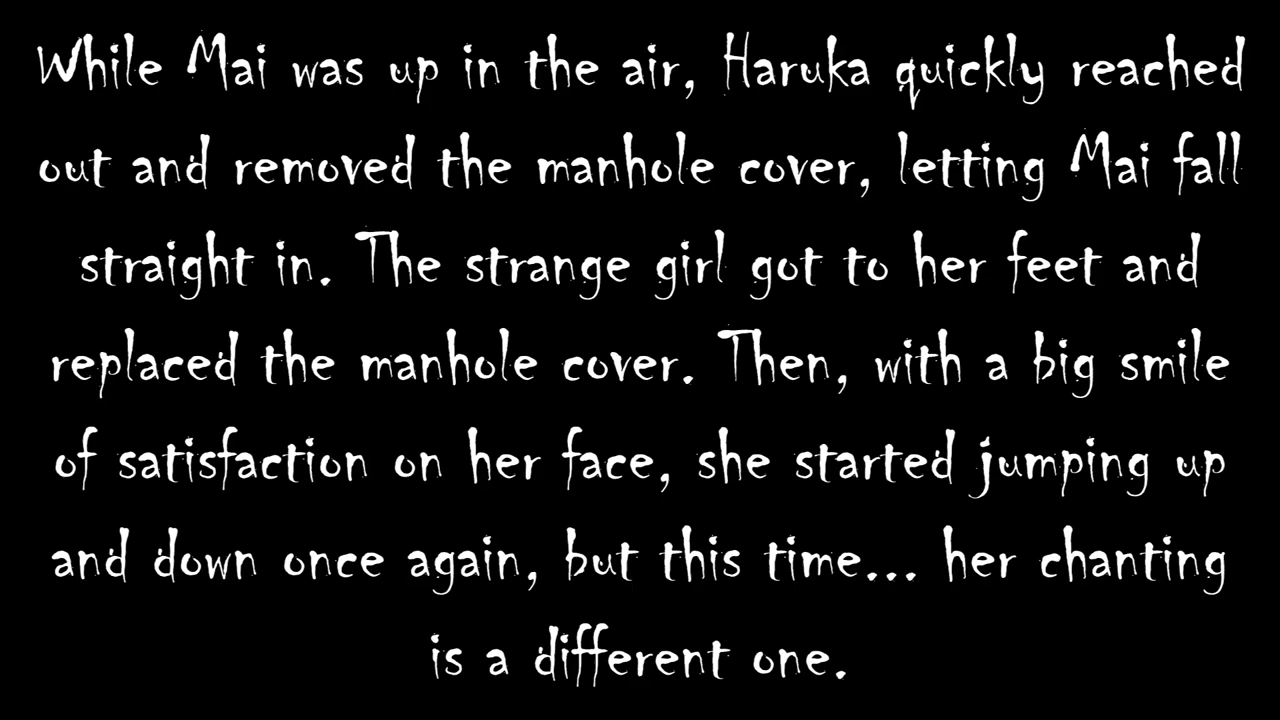 While Mai was up in the air, Haruka quickly reached
out and removed the manhole cover, letting Mai fall
straight in. The strange girl got to her feet and
replaced the manhole cover. Then, with a big smile
of satisfaction on her face, she started jumping up
and down once again, but this time... her chanting
is a different one.